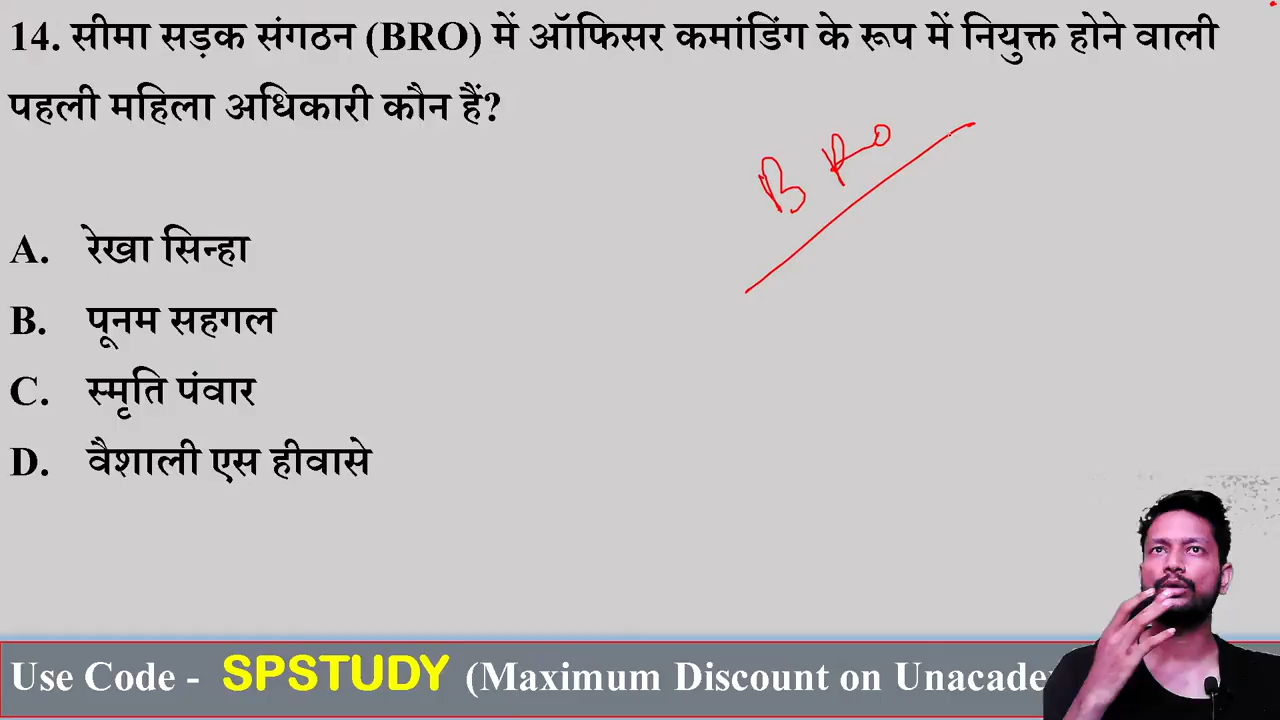 14. सीमा सड़क संगठन (BRO) में ऑफिसर कमांडिंग के रूप में नियुक्त होने वाली
पहली महिला अधिकारी कौन हैं?
BRO
A. रेखा सिन्हा
B. पूनम सहगल
C. स्मृति पंवार
D. वैशाली एस हीवासे
Use Code - SPSTUDY (Maximum Discount on Unacade